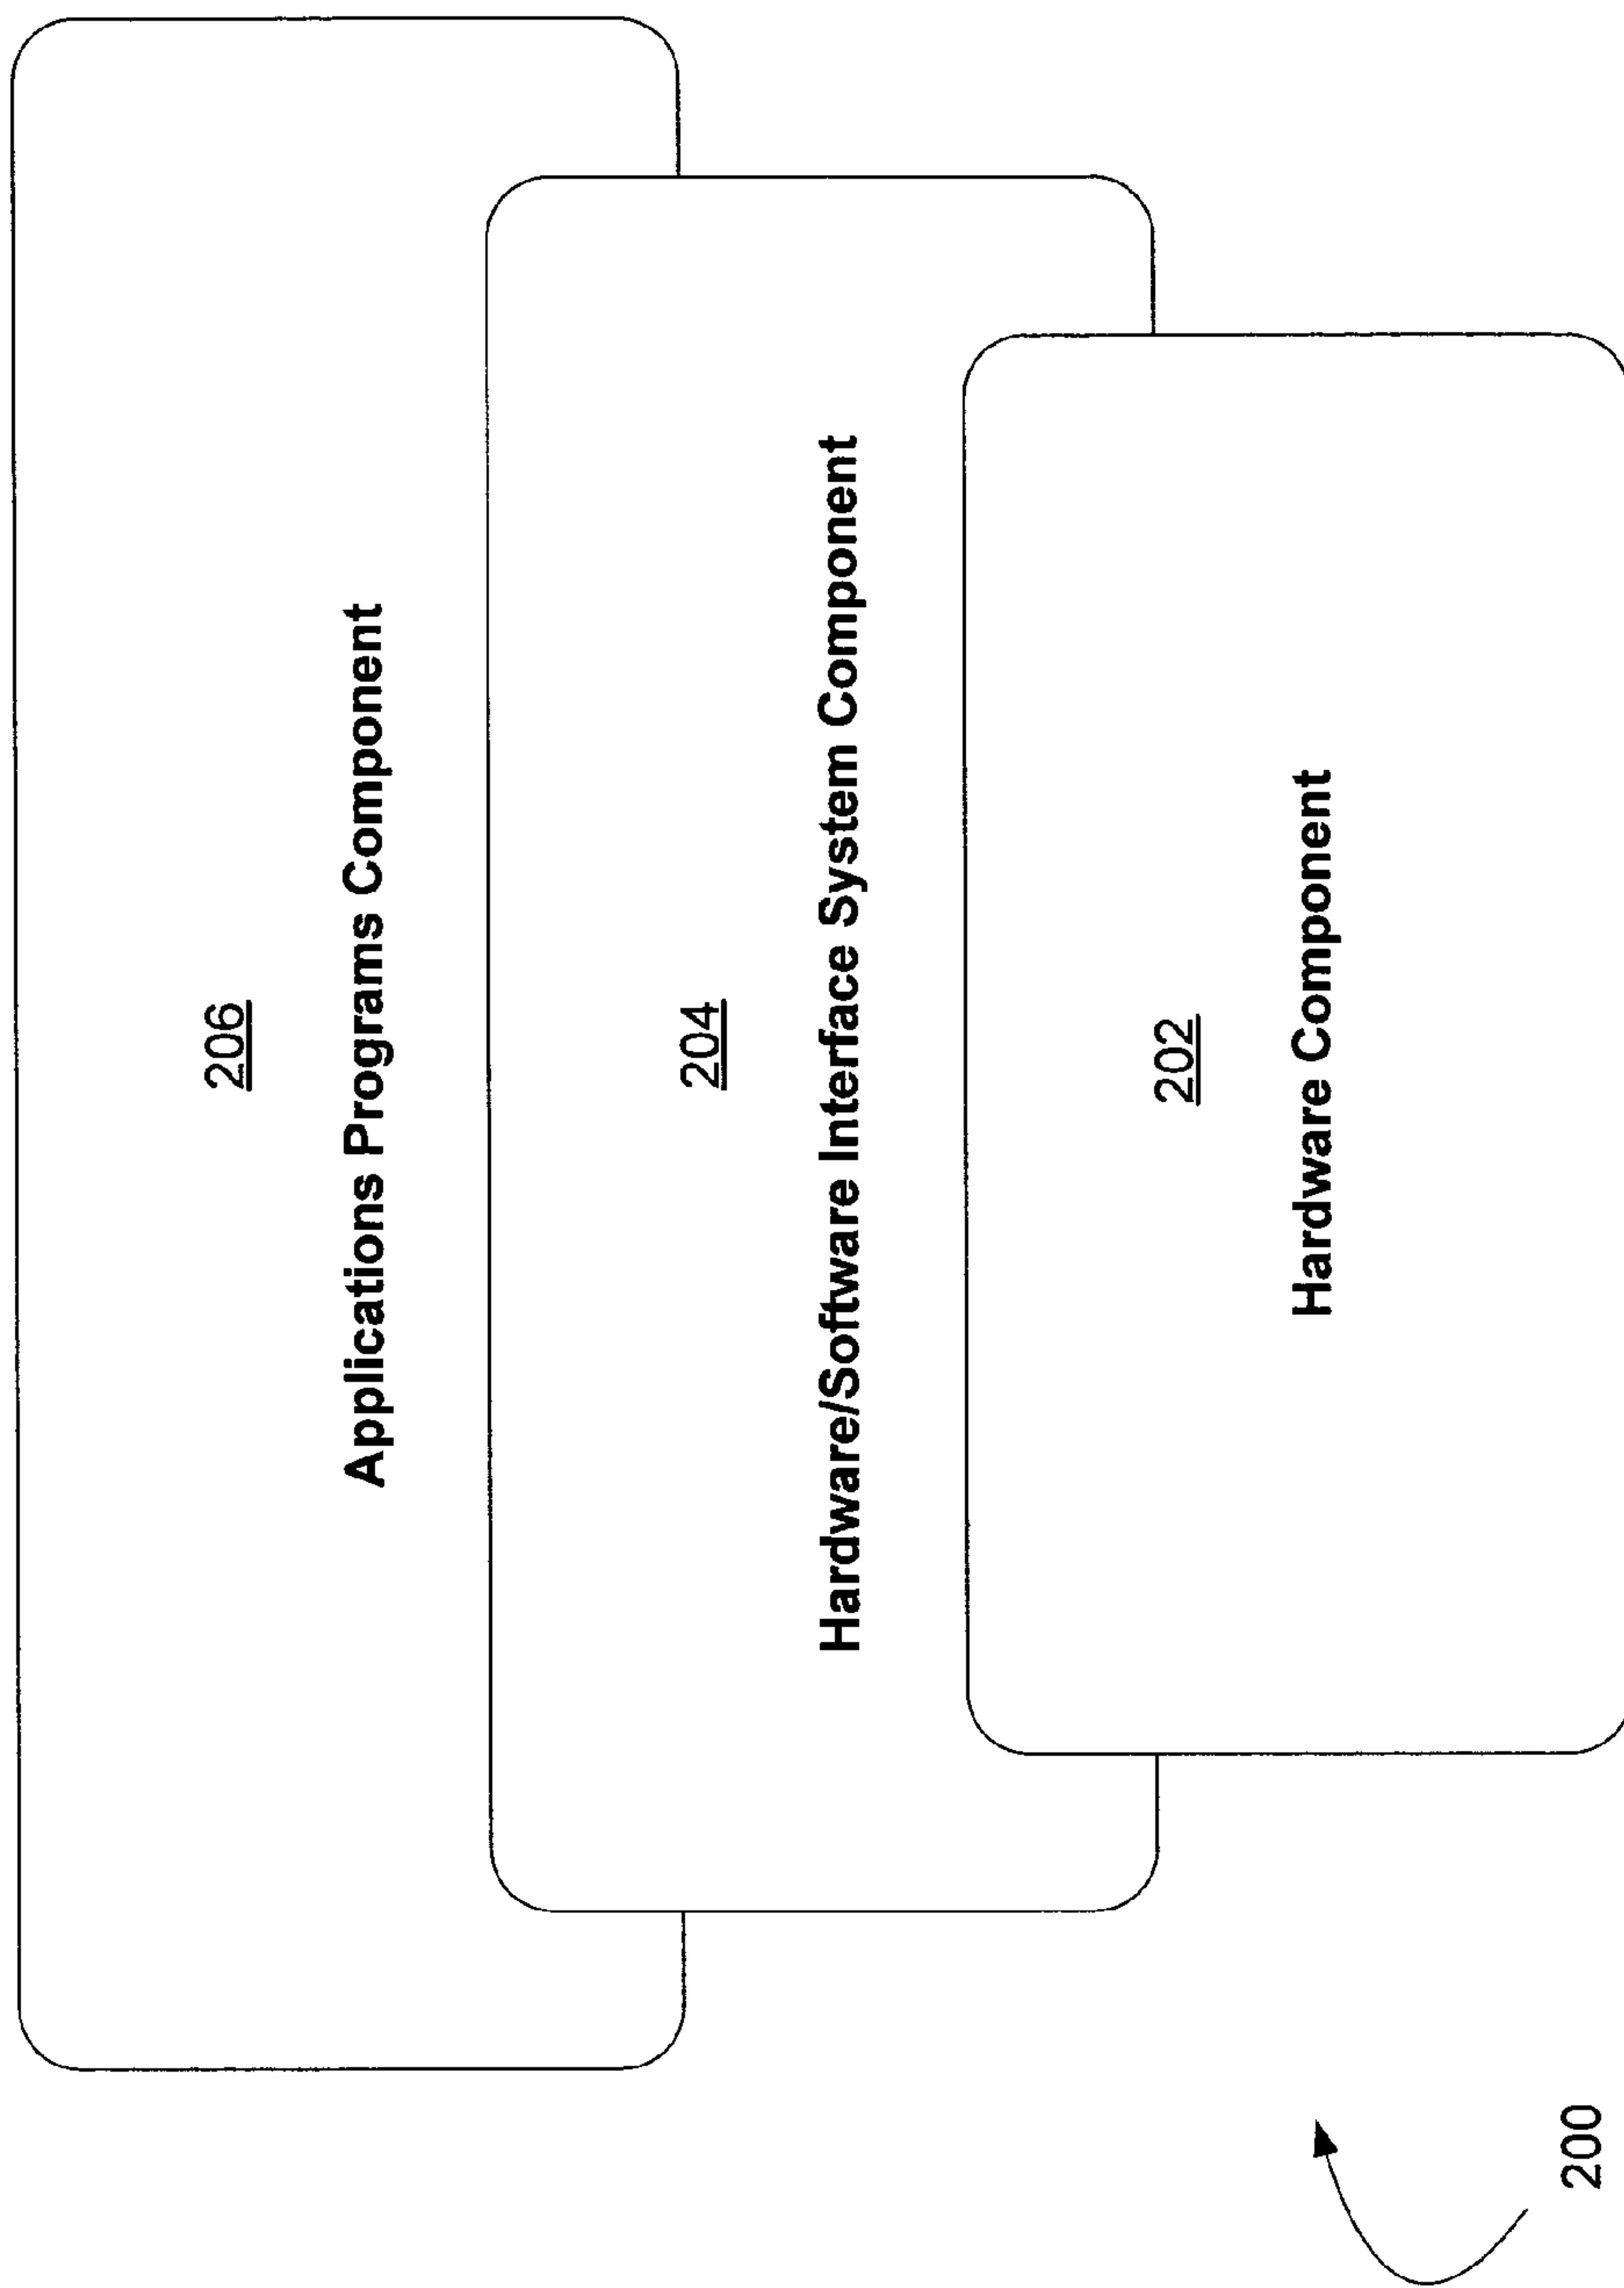 206
Applications Programs Component
204
Hardware/Software Interface System Component
202
Hardware Component
200